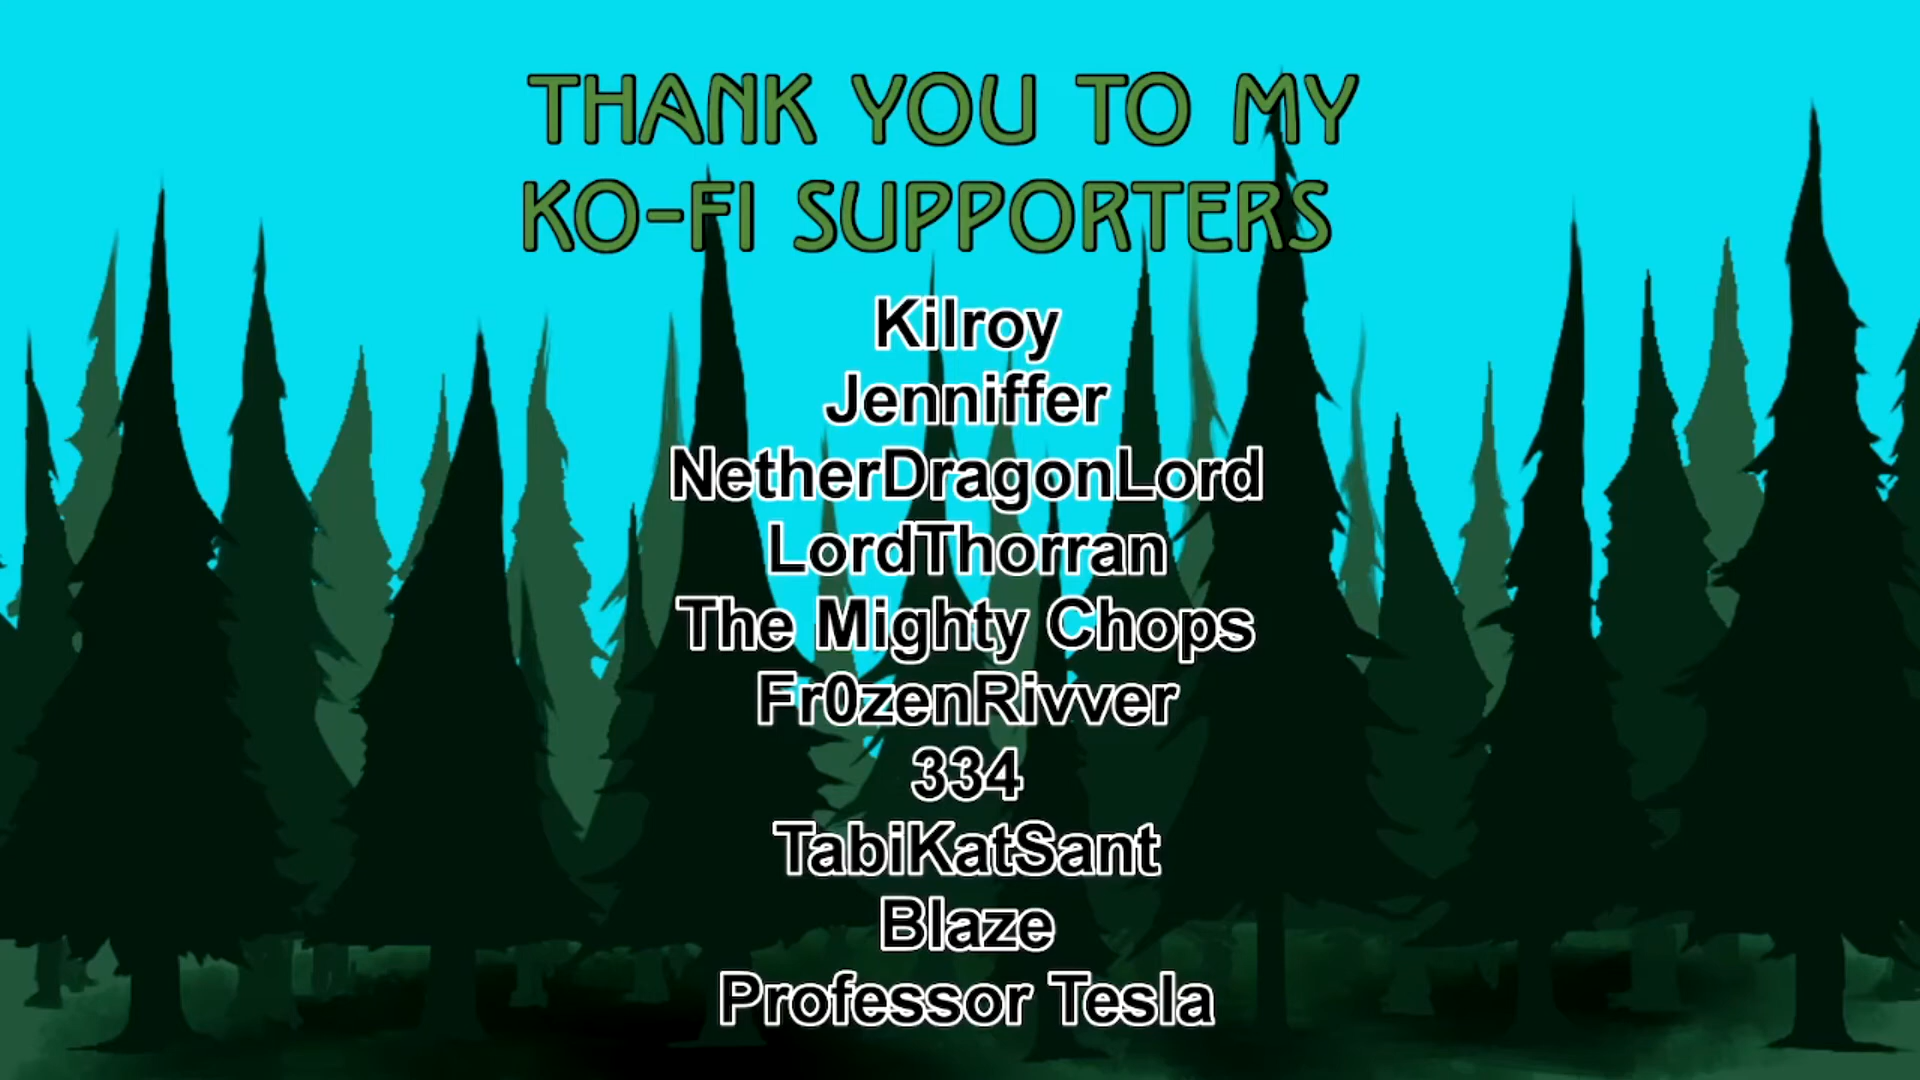 THANK YOU TO MY
KO-FI SUPPORTERS
Kilroy
Jenniffer
NetherDragonLord
LordThorran
The Mighty Chops
Fr0zenRivver
334
TabiKatSant
Blaze
Professor Tesla